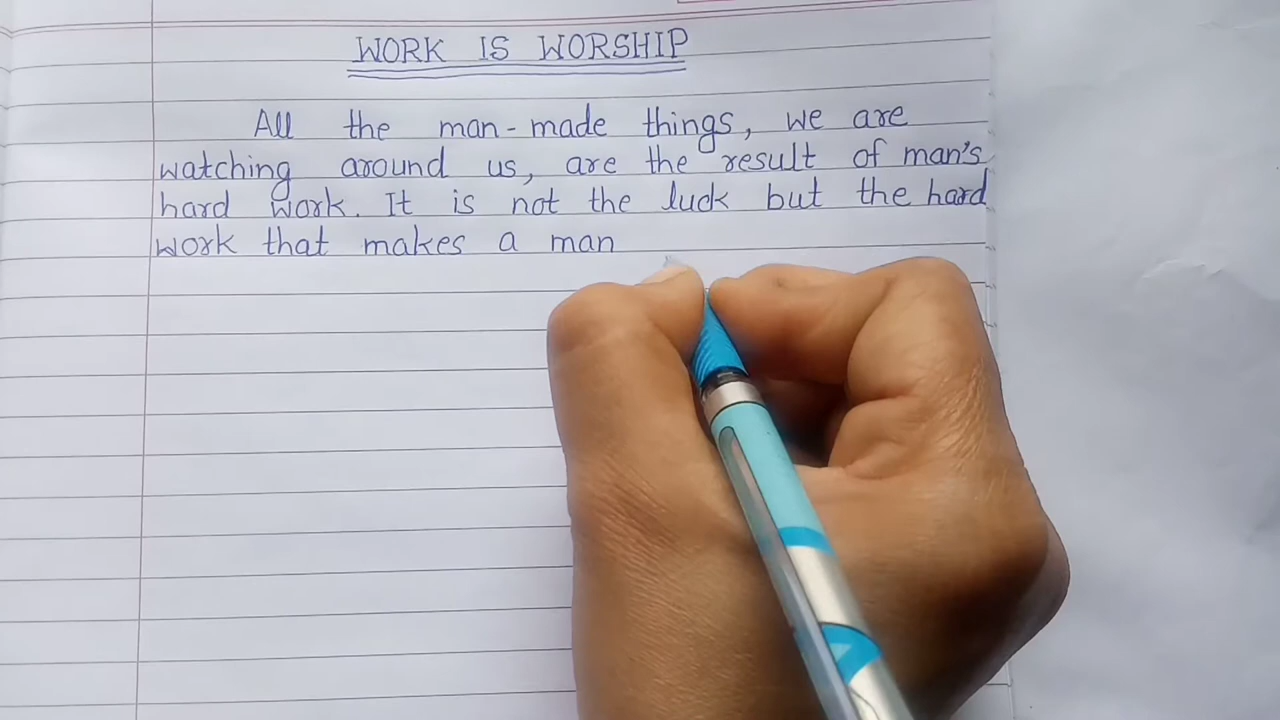 WORK IS WORSHIP
All the man-made things, we are
watching around us, are the result of man's
hard work. It is not the luck but the hard
work that makes a man